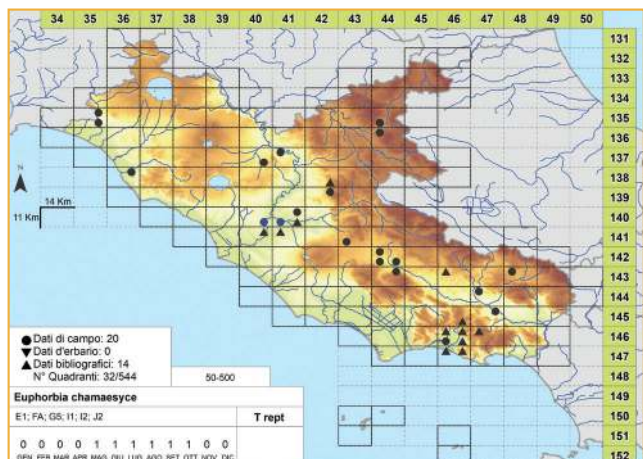 34 35 36 37 38 39 40 41 42 43 44 45 46 47 48 49 50
131
132
133
134
135
136
137
138
139
140
141
142
143
144
145
146
147
148
149
150
151
152
N
14 Km
11 Km
Dati di campo: 20
Dati d'erbario: 0
Dati bibliografici: 14
N° Quadranti: 32/544
50-500
Euphorbia chamaesyce
E1; FA; G5; I1; I2; J2
T rept
0 0 0 0 1 1 1 1 1 1 0 0
GEN FEB MAR APR MAG GIU LUG AGO SET OTT NOV DIC